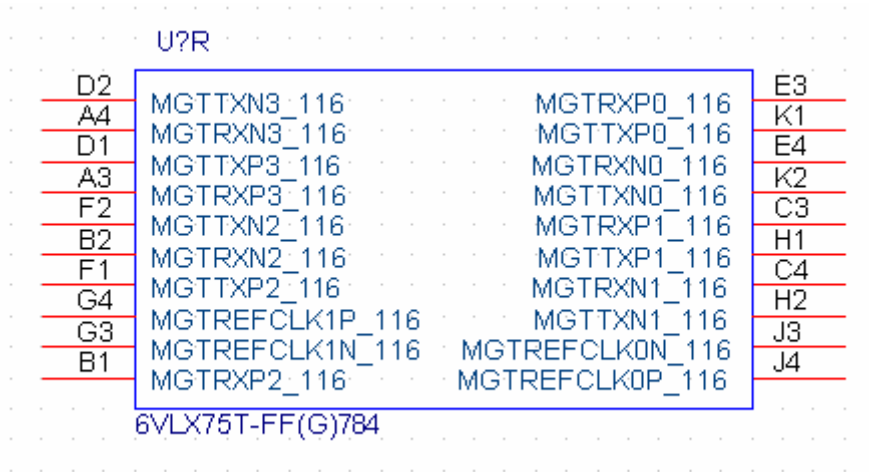 U?R
D2 MGTTXN3_116 MGTRXP0_116 E3
A4 MGTRXN3_116 MGTTXP0_116 K1
D1 MGTTXP3_116 MGTRXN0_116 E4
A3 MGTRXP3_116 MGTTXN0_116 K2
F2 MGTTXN2_116 MGTRXP1_116 C3
B2 MGTRXN2_116 MGTTXP1_116 H1
F1 MGTTXP2_116 MGTRXN1_116 C4
G4 MGTREFCLK1P_116 MGTTXN1_116 H2
G3 MGTREFCLK1N_116 MGTREFCLK0N_116 J3
B1 MGTRXP2_116 MGTREFCLK0P_116 J4
6VLX75T-FF(G)784